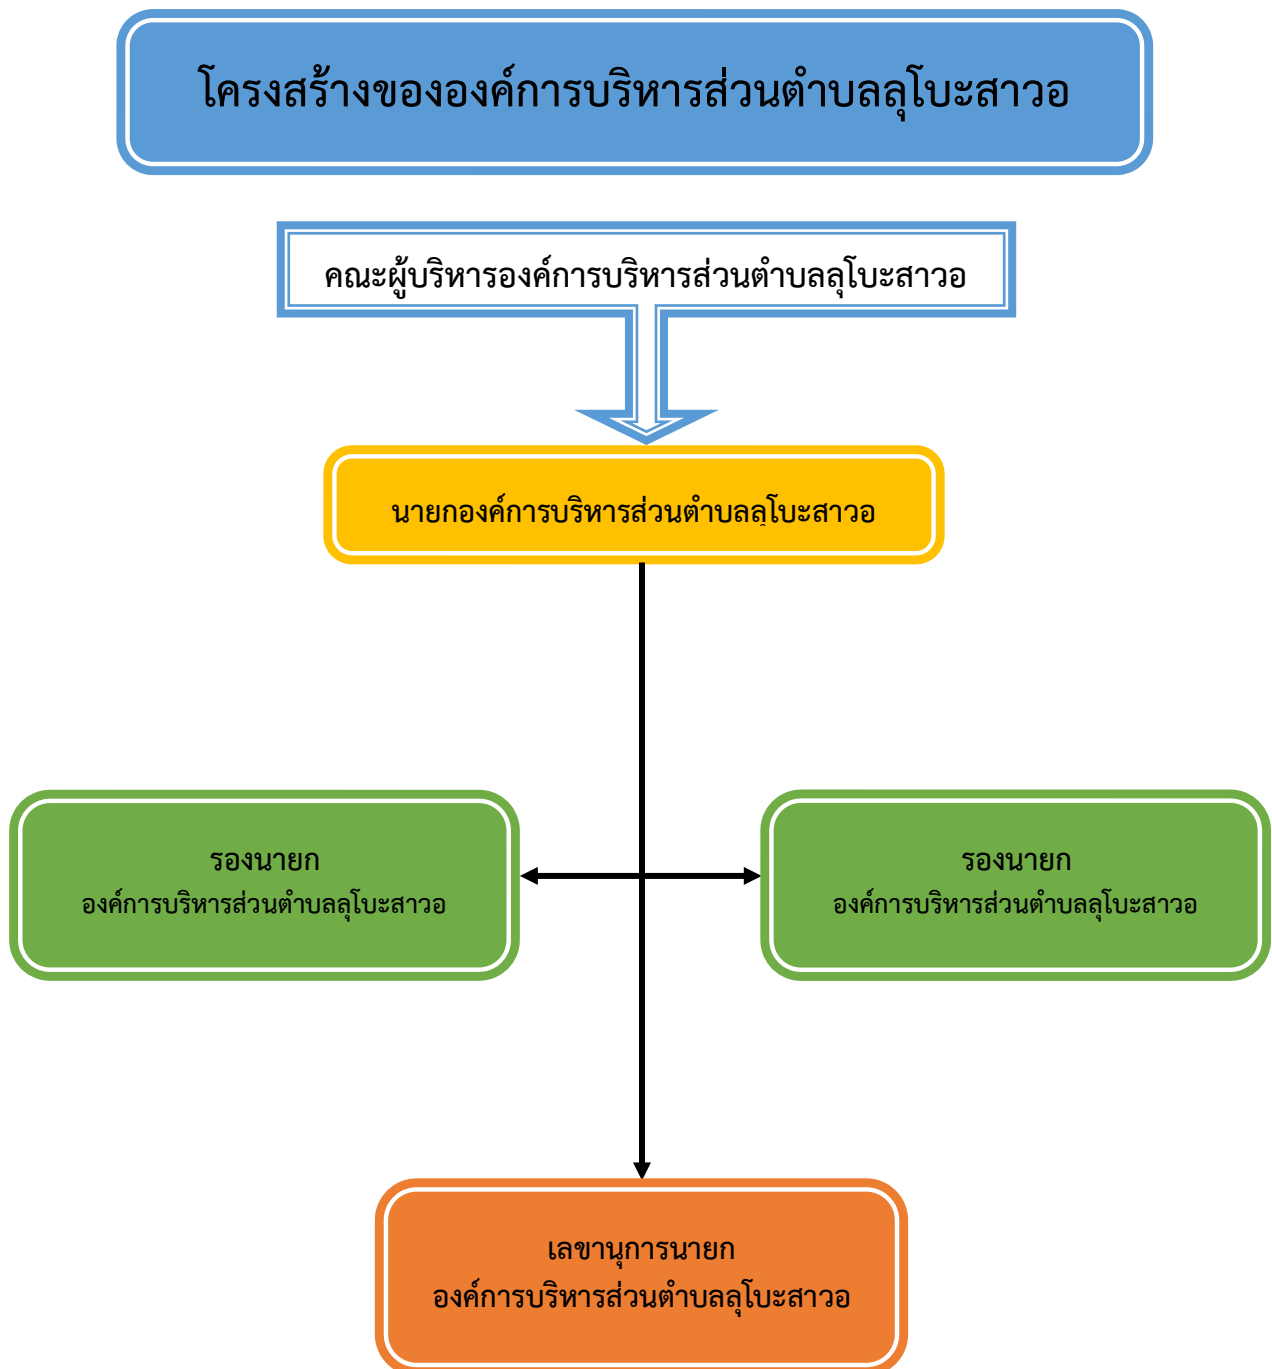 โครงสร้างขององค์การบริหารส่วนตำบลลุโบะสาวอ
คณะผู้บริหารองค์การบริหารส่วนตำบลลุโบะสาวอ
นายกองค์การบริหารส่วนตำบลลุโบะสาวอ
รองนายก
องค์การบริหารส่วนตำบลลุโบะสาวอ
รองนายก
องค์การบริหารส่วนตำบลลุโบะสาวอ
เลขานุการนายก
องค์การบริหารส่วนตำบลลุโบะสาวอ